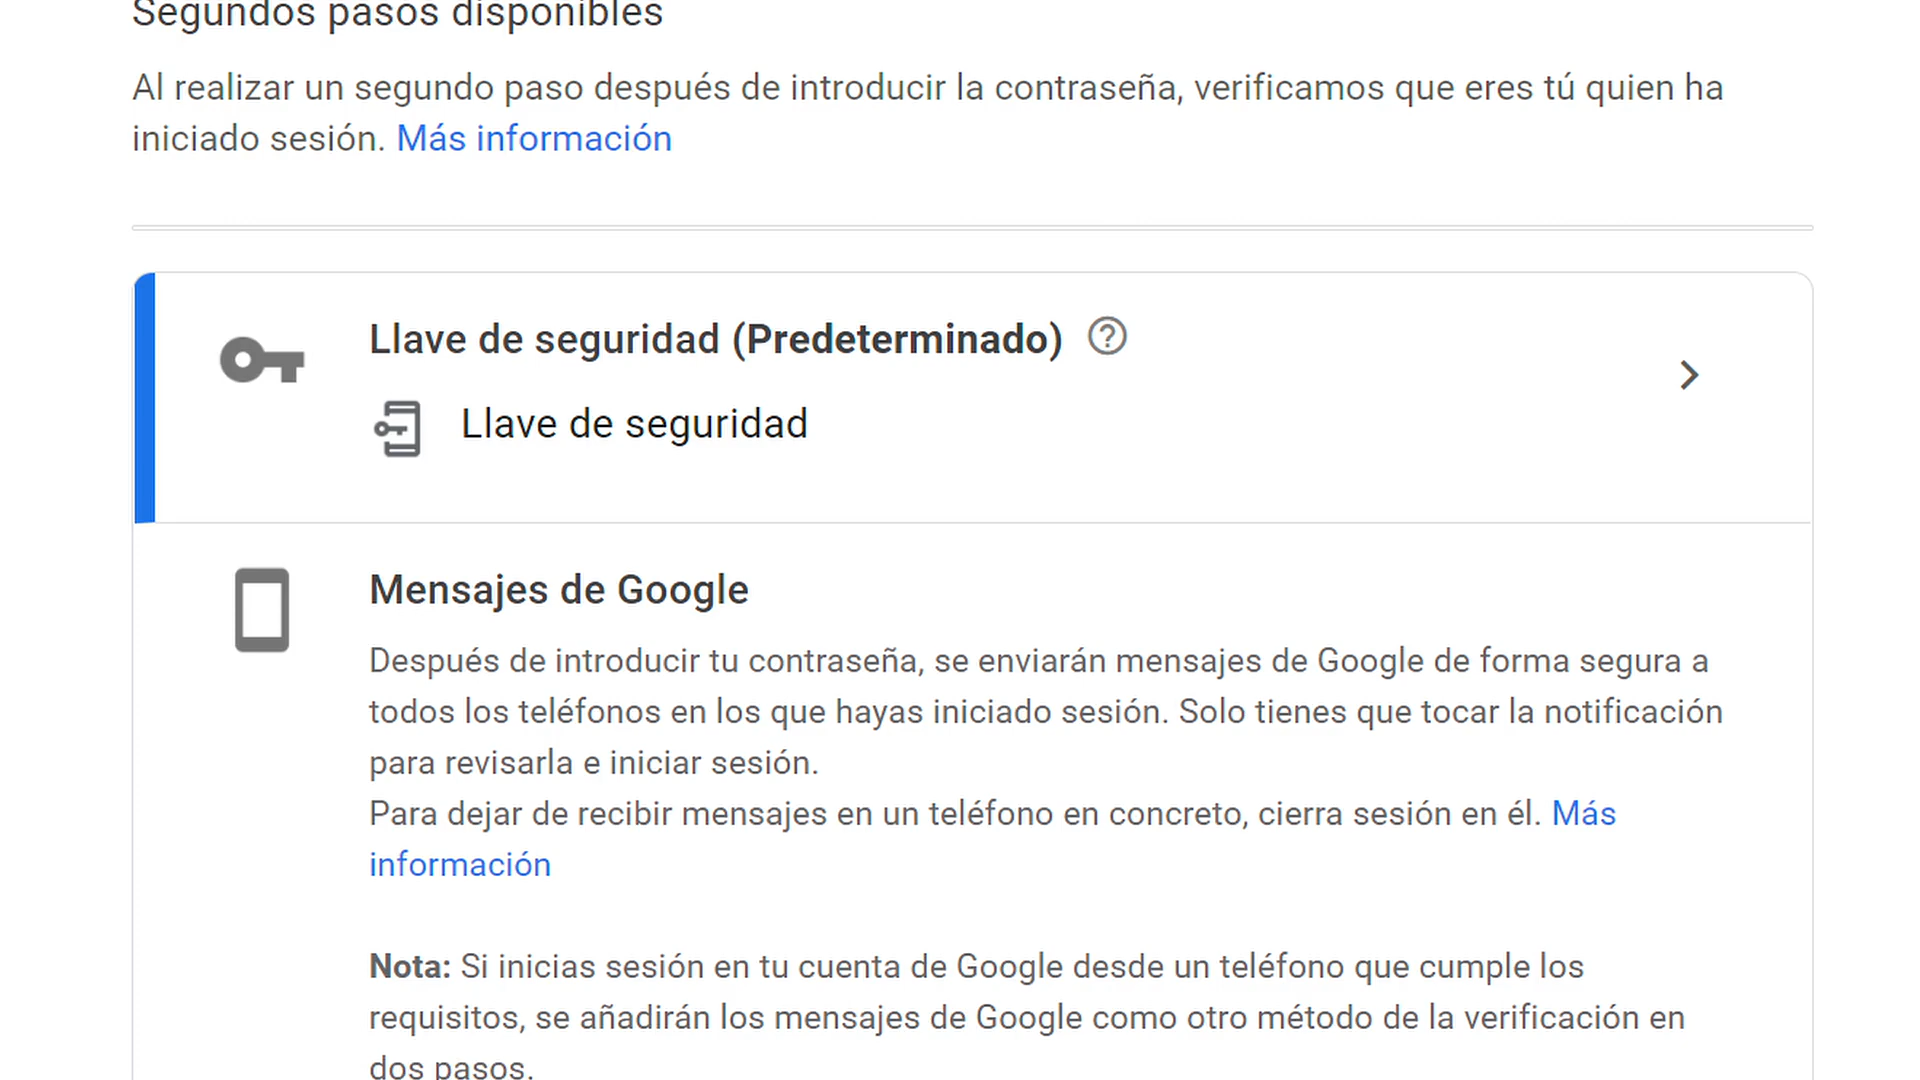 Segundos pasos disponibles
Al realizar un segundo paso después de introducir la contraseña, verificamos que eres tú quien ha
iniciado sesión. Más información
Llave de seguridad (Predeterminado)
Llave de seguridad
Mensajes de Google
Después de introducir tu contraseña, se enviarán mensajes de Google de forma segura a
todos los teléfonos en los que hayas iniciado sesión. Solo tienes que tocar la notificación
para revisarla e iniciar sesión.
Para dejar de recibir mensajes en un teléfono en concreto, cierra sesión en él. Más
información
Nota: Si inicias sesión en tu cuenta de Google desde un teléfono que cumple los
requisitos, se añadirán los mensajes de Google como otro método de la verificación en
dos pasos.